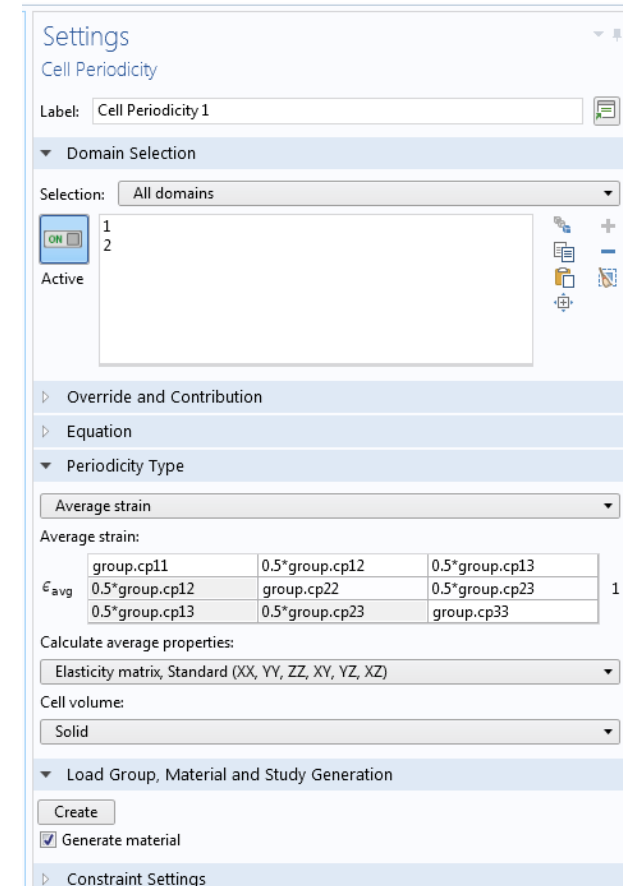 Settings
Cell Periodicity
Label: Cell Periodicity 1
Domain Selection
Selection: All domains
1
ON 2
Active
Override and Contribution
Equation
Periodicity Type
Average strain
Average strain:
group.cp11 0.5*group.cp12 0.5*group.cp13
ϵavg 0.5*group.cp12 group.cp22 0.5*group.cp23 1
0.5*group.cp13 0.5*group.cp23 group.cp33
Calculate average properties:
Elasticity matrix, Standard (XX, YY, ZZ, XY, YZ, XZ)
Cell volume:
Solid
Load Group, Material and Study Generation
Create
Generate material
Constraint Settings